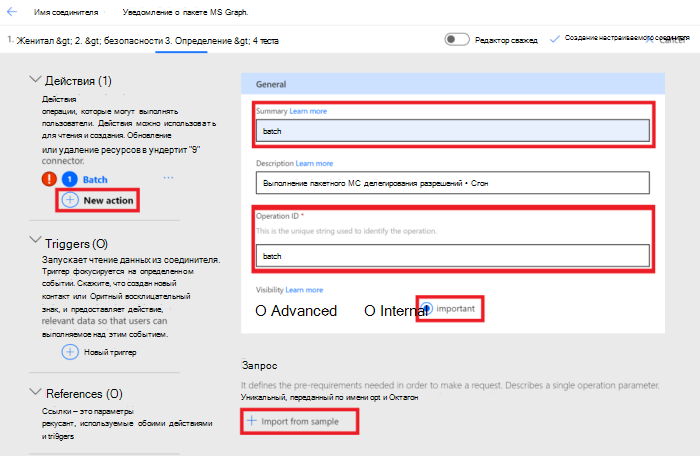 Имя соединителя Уведомление о пакете MS Graph.
1. Женитал &gt; 2. &gt; безопасности 3. Определение &gt; 4 теста Редактор сважед Создание настраиваемого соединителя Cancel
Действия (1)
Действия
операции, которые могут выполнять
пользователи. Действия можно использовать
для чтения и создания. Обновление
или удаление ресурсов в ундертит "9"
connector.
! 1 Batch ...
New action
Triggers (O)
Запускает чтение данных из соединителя.
Триггер фокусируется на определенном
событии. Скажите, что создан новый
контакт или Оритный восклицательный
знак, и предоставляет действие,
relevant data so that users can
выполняемое над этим событием.
Новый триггер
References (O)
Ссылки – это параметры
рекусант, используемые обоими действиями
и tri9gers
General
Summary Learn more
batch
Description Learn more
Выполнение пакетного МС делегирования разрешений • Сгон
Operation ID *
This is the unique string used to identify the operation.
batch
Visibility Learn more
O Advanced O Internal important
Запрос
It defines the pre-requirements needed in order to make a request. Describes a single operation parameter.
Уникальный, переданный по имени opt и Октагон
Import from sample